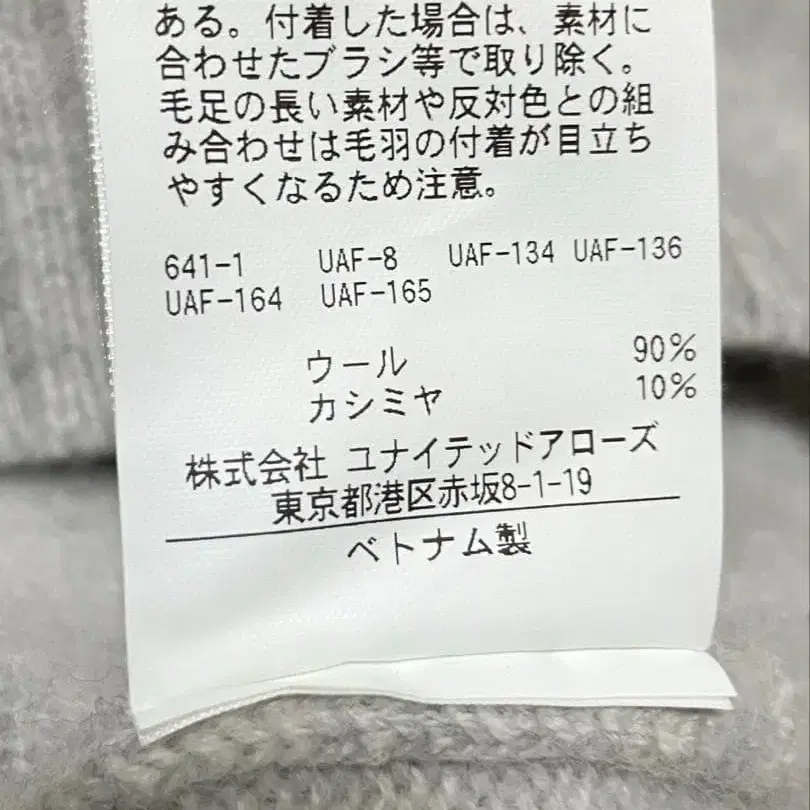 ある。付着した場合は、素材に
合わせたブラシ等で取り除く。
毛足の長い素材や反対色との組
み合わせは毛羽の付着が目立ち
やすくなるため注意。
641-1 UAF-8 UAF-134 UAF-136
UAF-164 UAF-165
ウール 90%
カシミヤ 10%
株式会社 ユナイテッドアローズ
東京都港区赤坂8-1-19
ベトナム製